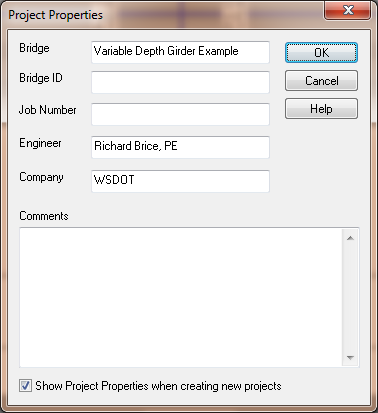 Project Properties
Bridge Variable Depth Girder Example OK
Bridge ID Cancel
Job Number Help
Engineer Richard Brice, PE
Company WSDOT
Comments
Show Project Properties when creating new projects